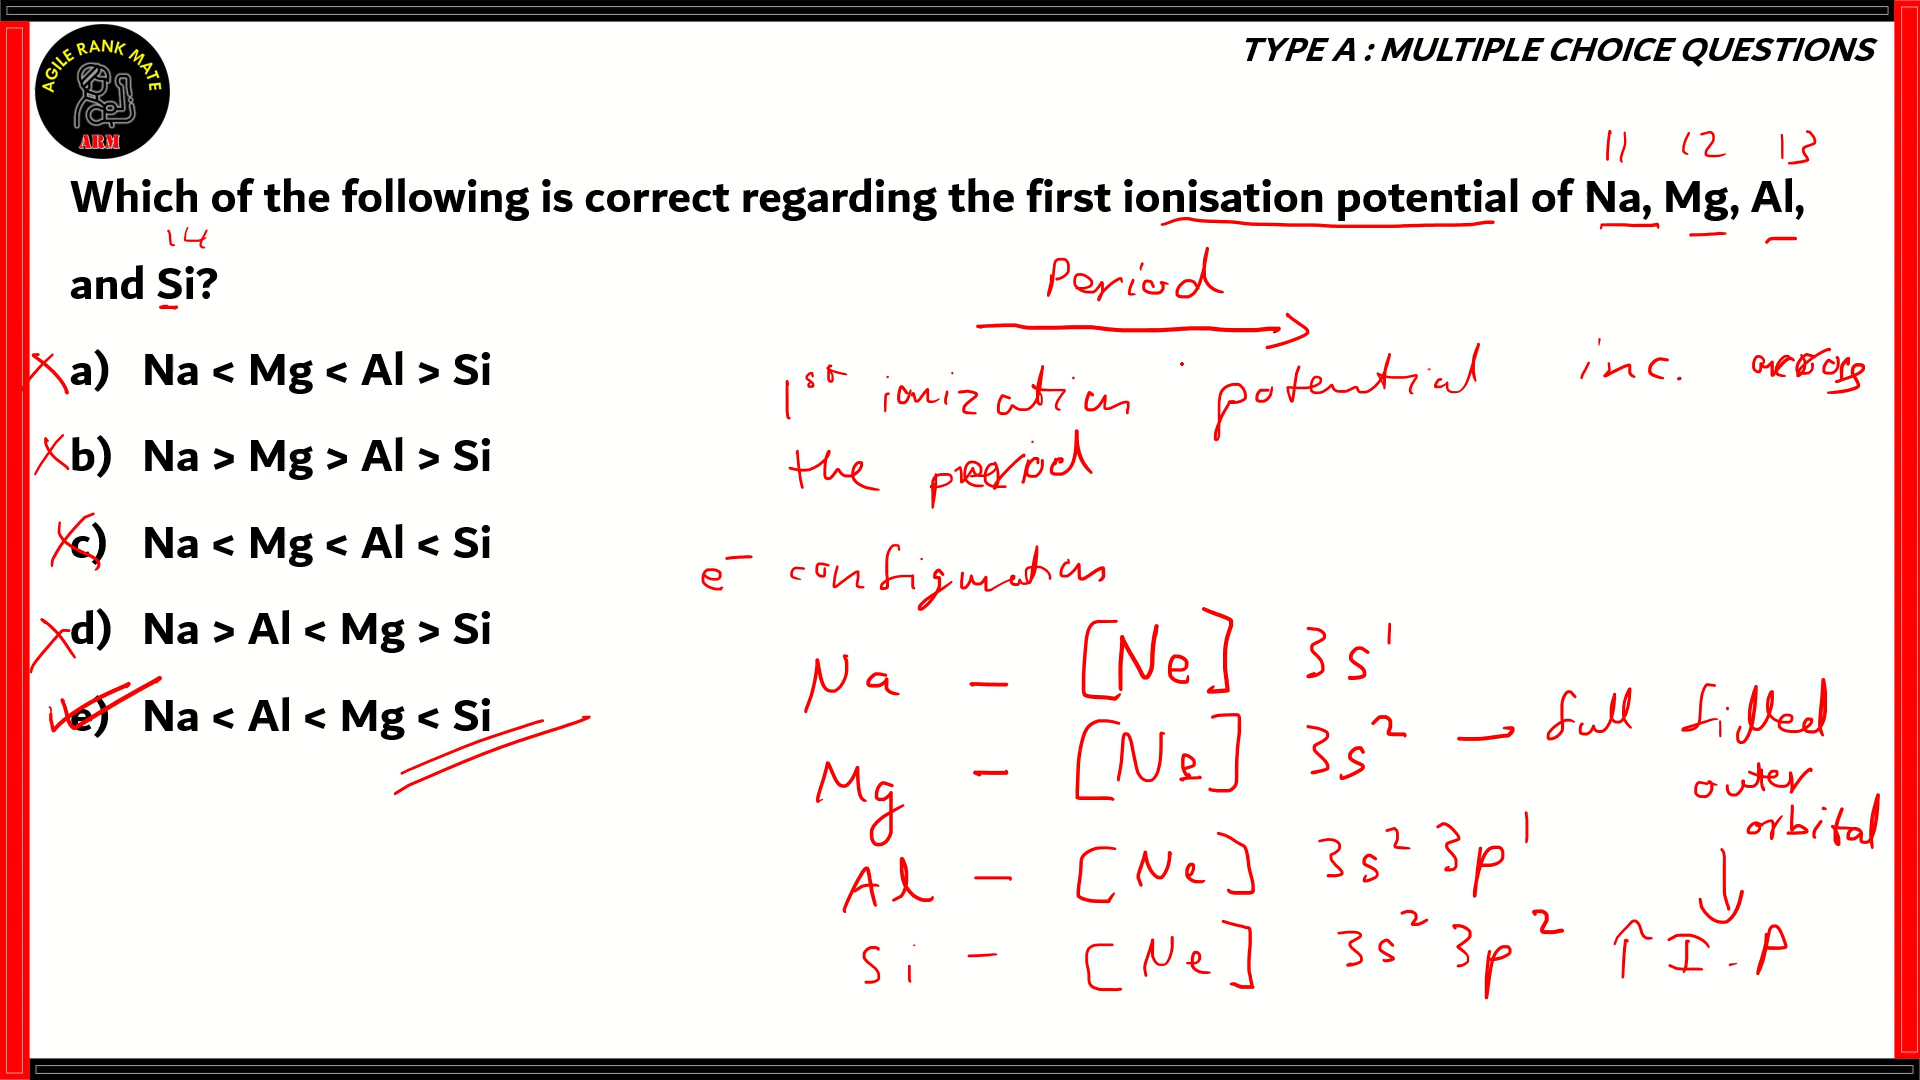 AGILE RANK MATE
ARM
TYPE A : MULTIPLE CHOICE QUESTIONS
11 12 13
Which of the following is correct regarding the first ionisation potential of Na, Mg, Al,
14
and Si?
Period
a) Na < Mg < Al > Si
1st ionization potential inc. across
the period
b) Na > Mg > Al > Si
c) Na < Mg < Al < Si
e⁻ configuration
d) Na > Al < Mg > Si
Na – [Ne] 3s¹
e) Na < Al < Mg < Si
Mg – [Ne] 3s² – full filled
outer
orbital
Al – [Ne] 3s² 3p¹
Si – [Ne] 3s² 3p² ↑ I.P